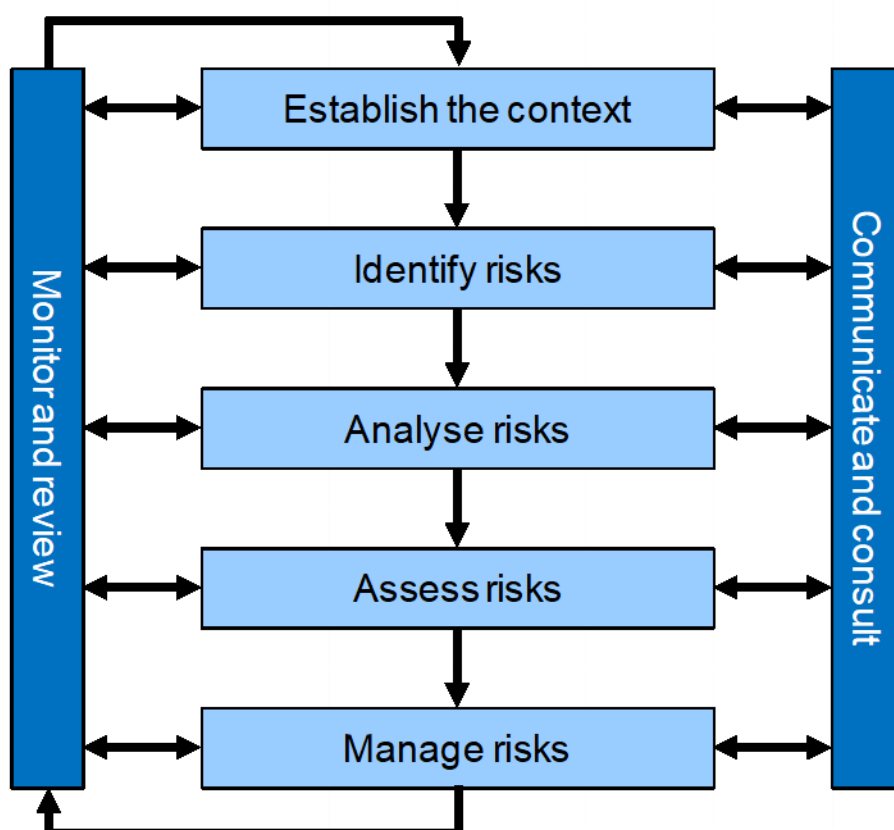 Establish the context
Identify risks
Analyse risks
Assess risks
Manage risks
Monitor and review
Communicate and consult